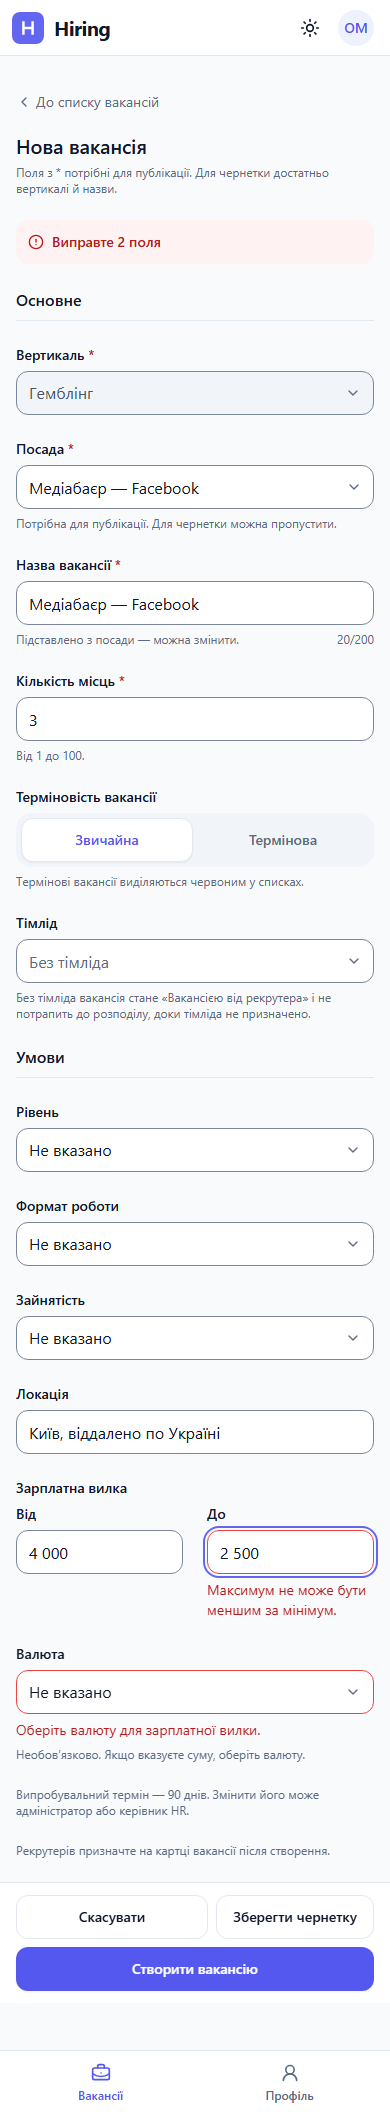 H Hiring
OM
До списку вакансій
Нова вакансія
Поля з * потрібні для публікації. Для чернетки достатньо
вертикалі й назви.
Виправте 2 поля
Основне
Вертикаль *
Гемблінг
Посада *
Медіабаєр — Facebook
Потрібна для публікації. Для чернетки можна пропустити.
Назва вакансії *
Медіабаєр — Facebook
Підставлено з посади — можна змінити. 20/200
Кількість місць *
3
Від 1 до 100.
Терміновість вакансії
Звичайна Термінова
Термінові вакансії виділяються червоним у списках.
Тімлід
Без тімліда
Без тімліда вакансія стане «Вакансією від рекрутера» і не
потрапить до розподілу, доки тімліда не призначено.
Умови
Рівень
Не вказано
Формат роботи
Не вказано
Зайнятість
Не вказано
Локація
Київ, віддалено по Україні
Зарплатна вилка
Від До
4 000 2 500
Максимум не може бути
меншим за мінімум.
Валюта
Не вказано
Оберіть валюту для зарплатної вилки.
Необов'язково. Якщо вказуєте суму, оберіть валюту.
Випробувальний термін — 90 днів. Змінити його може
адміністратор або керівник HR.
Рекрутерів призначте на картці вакансії після створення.
Скасувати Зберегти чернетку
Створити вакансію
Вакансії Профіль